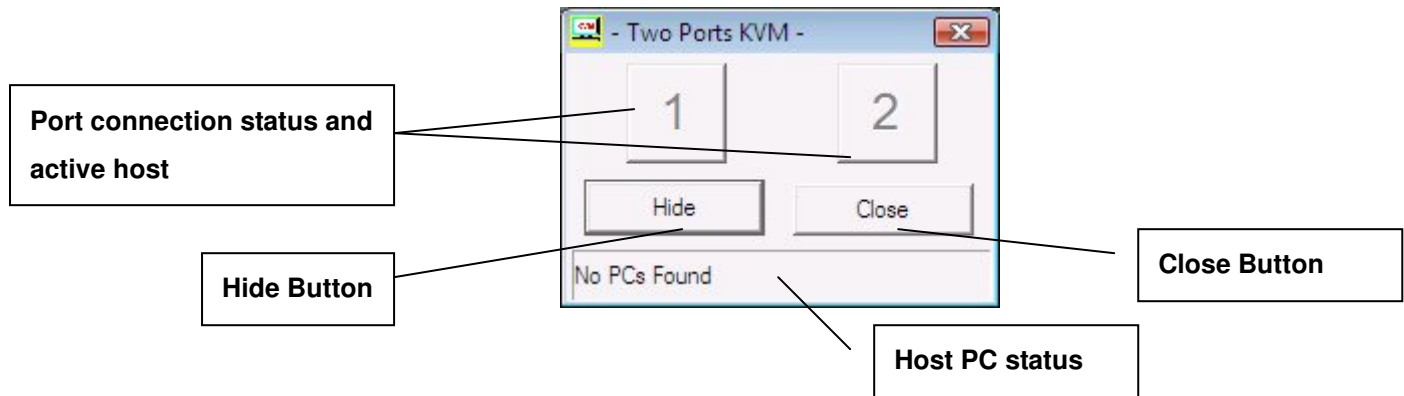 - Two Ports KVM -
Port connection status and
active host
1
2
Hide
Close
Hide Button
No PCs Found
Close Button
Host PC status